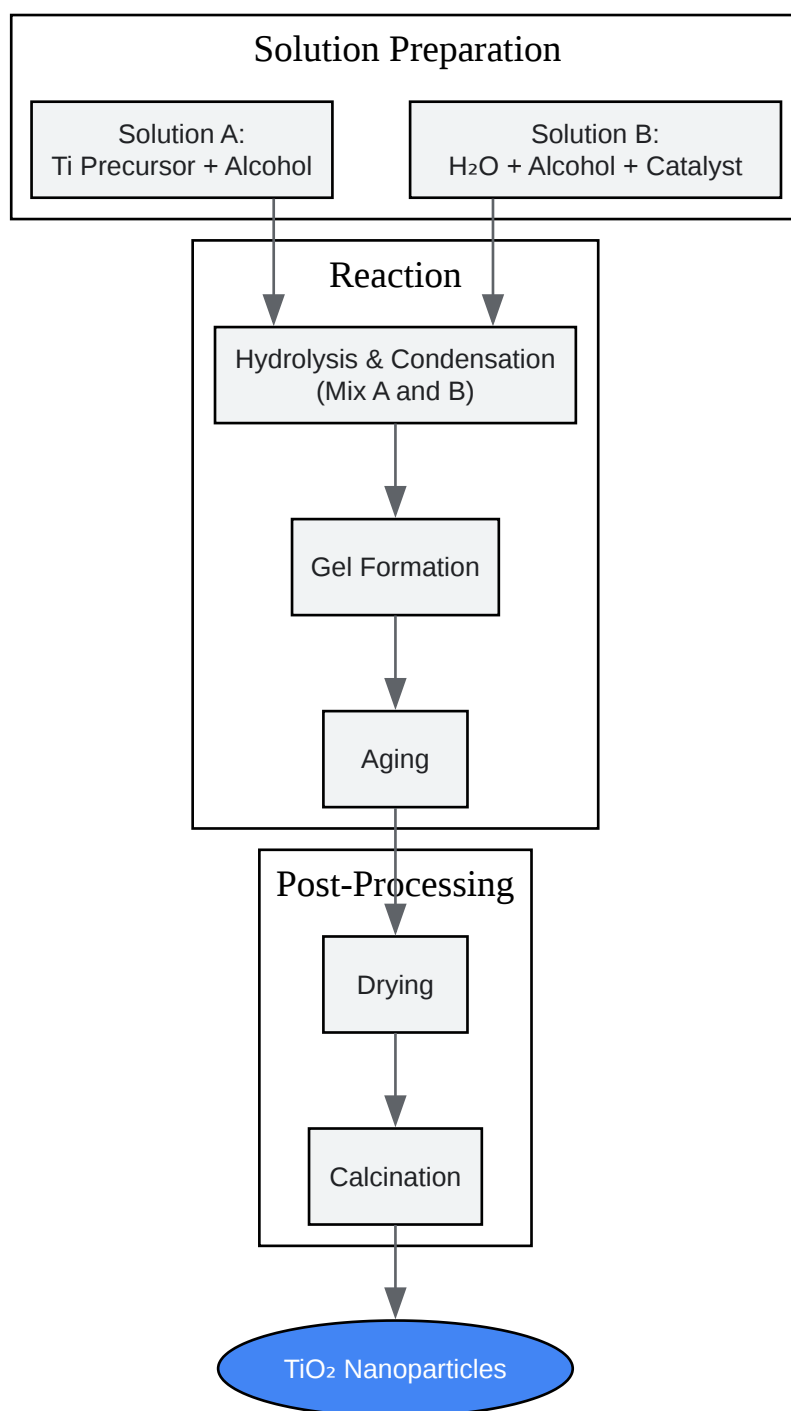 Solution Preparation
Solution A:
Ti Precursor + Alcohol
Solution B:
H₂O + Alcohol + Catalyst
Reaction
Hydrolysis & Condensation
(Mix A and B)
Gel Formation
Aging
Post-Processing
Drying
Calcination
TiO₂ Nanoparticles